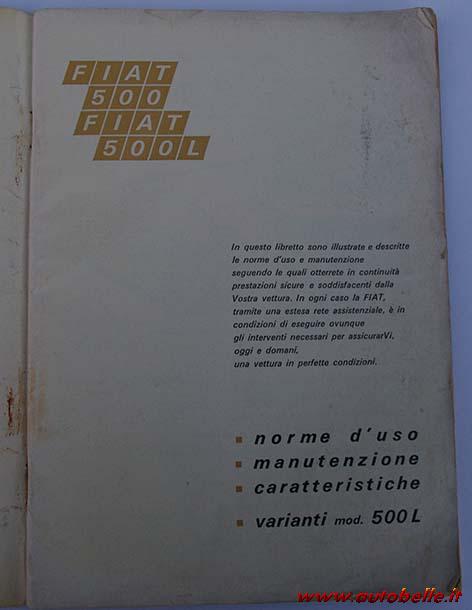 FIAT
500
FIAT
500L
In questo libretto sono illustrate e descritte
le norme d'uso e manutenzione
seguendo le quali otterrete in continuità
prestazioni sicure e soddisfacenti dalla
Vostra vettura. In ogni caso la FIAT,
tramite una estesa rete assistenziale, è in
condizioni di eseguire ovunque
gli interventi necessari per assicurarVi,
oggi e domani,
una vettura in perfette condizioni.
norme d'uso
manutenzione
caratteristiche
varianti mod. 500 L
www.autobelle.it